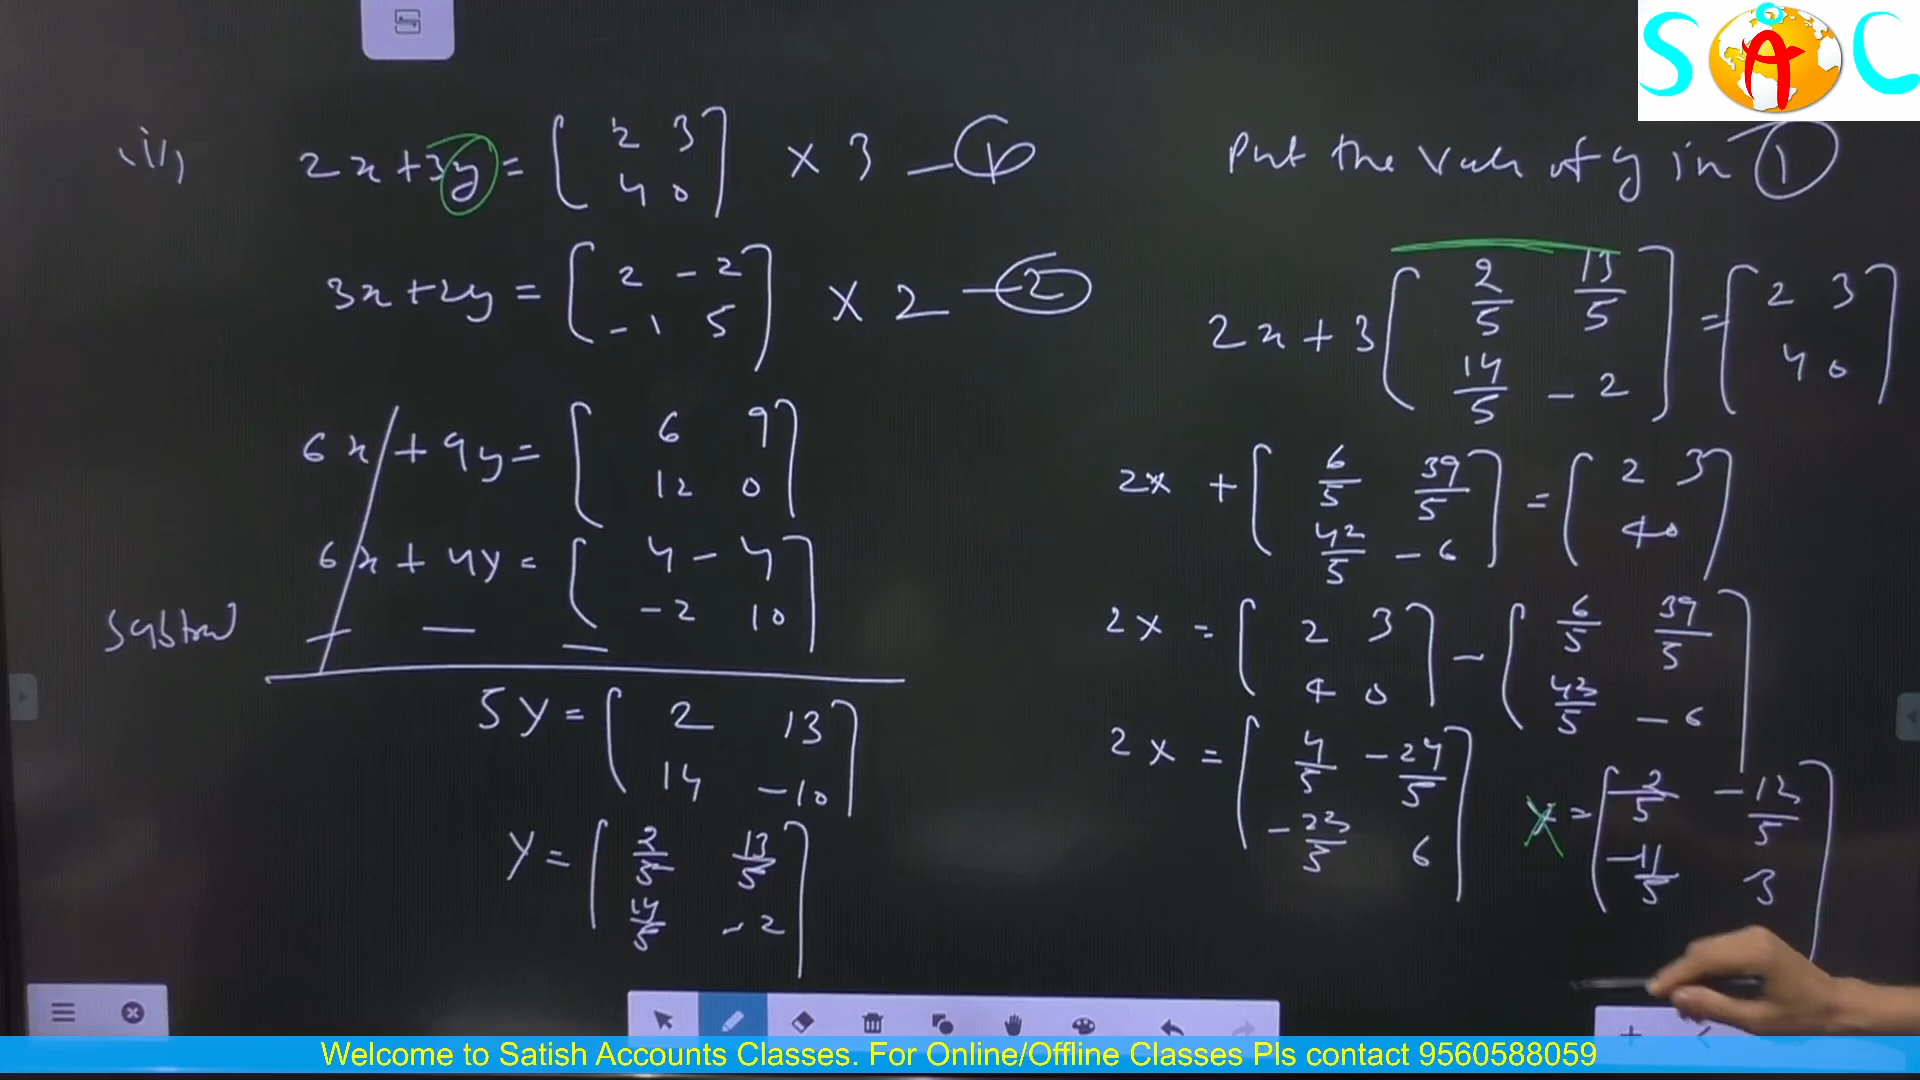 (ii)
2x + 3y = [ 2 3
4 0 ] × 3 — 1
3x + 2y = [ 2 - 2
- 1 5 ] × 2 — 2
6x + 9y = [ 6 9
12 0 ]
6x + 4y = [ 4 - 4
- 2 10 ]
- - -
5y = [ 2 13
14 - 10 ]
y = [ 2/5 13/5
14/5 - 2 ]
Put the of y in 1
2x + 3 [ 2/5 13/5
14/5 - 2 ] = [ 2 3
4 0 ]
2x + [ 6/5 39/5
42/5 - 6 ] = [ 2 3
4 0 ]
2x = [ 2 3
4 0 ] - [ 6/5 39/5
42/5 - 6 ]
2x = [ 4/5 - 24/5
- 22/5 6 ]
x = [ 2/5 - 12/5
- 11/5 3 ]
SAC
Welcome to Satish Accounts Classes. For Online/Offline Classes Pls contact 9560588059